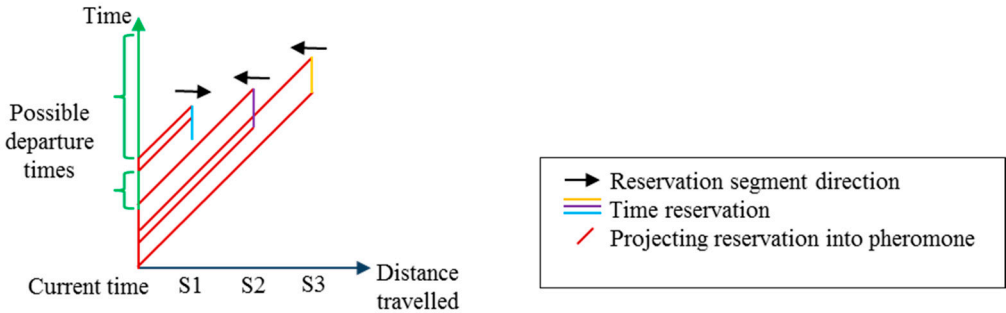 Time
Possible
departure
times
Current time
S1
S2
S3
Distance
travelled
Reservation segment direction
Time reservation
Projecting reservation into pheromone